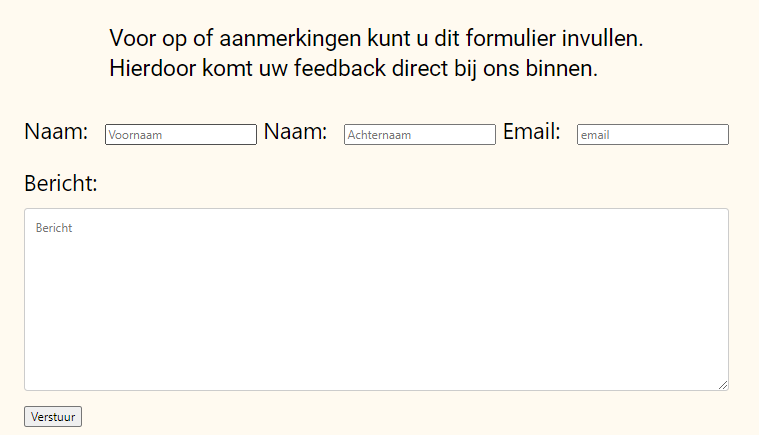 Voor op of aanmerkingen kunt u dit formulier invullen.
Hierdoor komt uw feedback direct bij ons binnen.
Naam: Voornaam Naam: Achternaam Email: email
Bericht:
Bericht
Verstuur